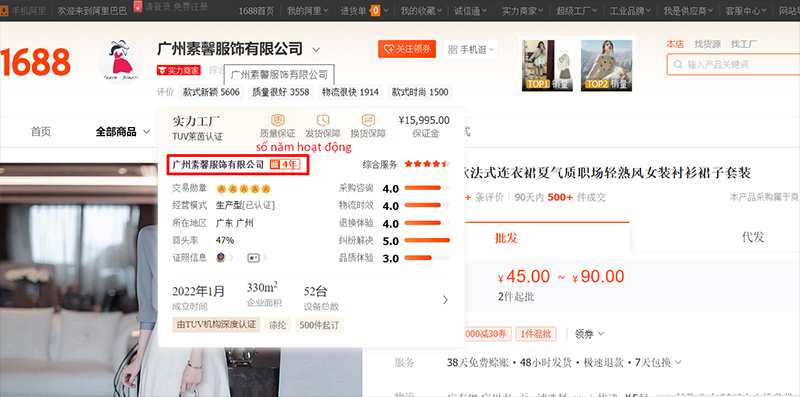 手机阿里 欢迎来到阿里巴巴 请登录 免费注册 1688首页 我的阿里 进货单 0 我的收藏 诚信通 实力商家 超级工厂 工业品牌 我是供应商 客服中心 网站
1688
广州素馨服饰有限公司
关注领券
手机逛
实力商家
广州素馨服饰有限公司
评价 款式新颖 5606 质量很好 3558 物流很快 1914 款式时尚 1500
TOP1 销量
TOP2 销量
本店 找货源 找工厂
输入产品关键词
首页 全部商品
实力工厂
TUV莱茵认证
质量保证 发货保障 换货保障
¥15,995.00
保证金
số năm hoạt động
广州素馨服饰有限公司 4年
综合服务
交易勋章
采购咨询 4.0
经营模式 生产型[已认证]
物流时效 4.0
所在地区 广东 广州
退换体验 4.0
回头率 47%
纠纷解决 5.0
证照信息
品质体验 3.0
2022年1月
成立时间
330m²
企业面积
52台
设备总数
由TUV机构深度认证 涤纶 500件起订
法式连衣裙夏气质职场轻熟风女装衬衫裙子套装
条评价 90天内 500+ 件成交
本产品采购属于商
批发 代发
¥45.00 ~ ¥90.00
2件起批
000减30券 1件混批 领券
服务 38天免费赊账·48小时发货·极速退款·7天包换
物流